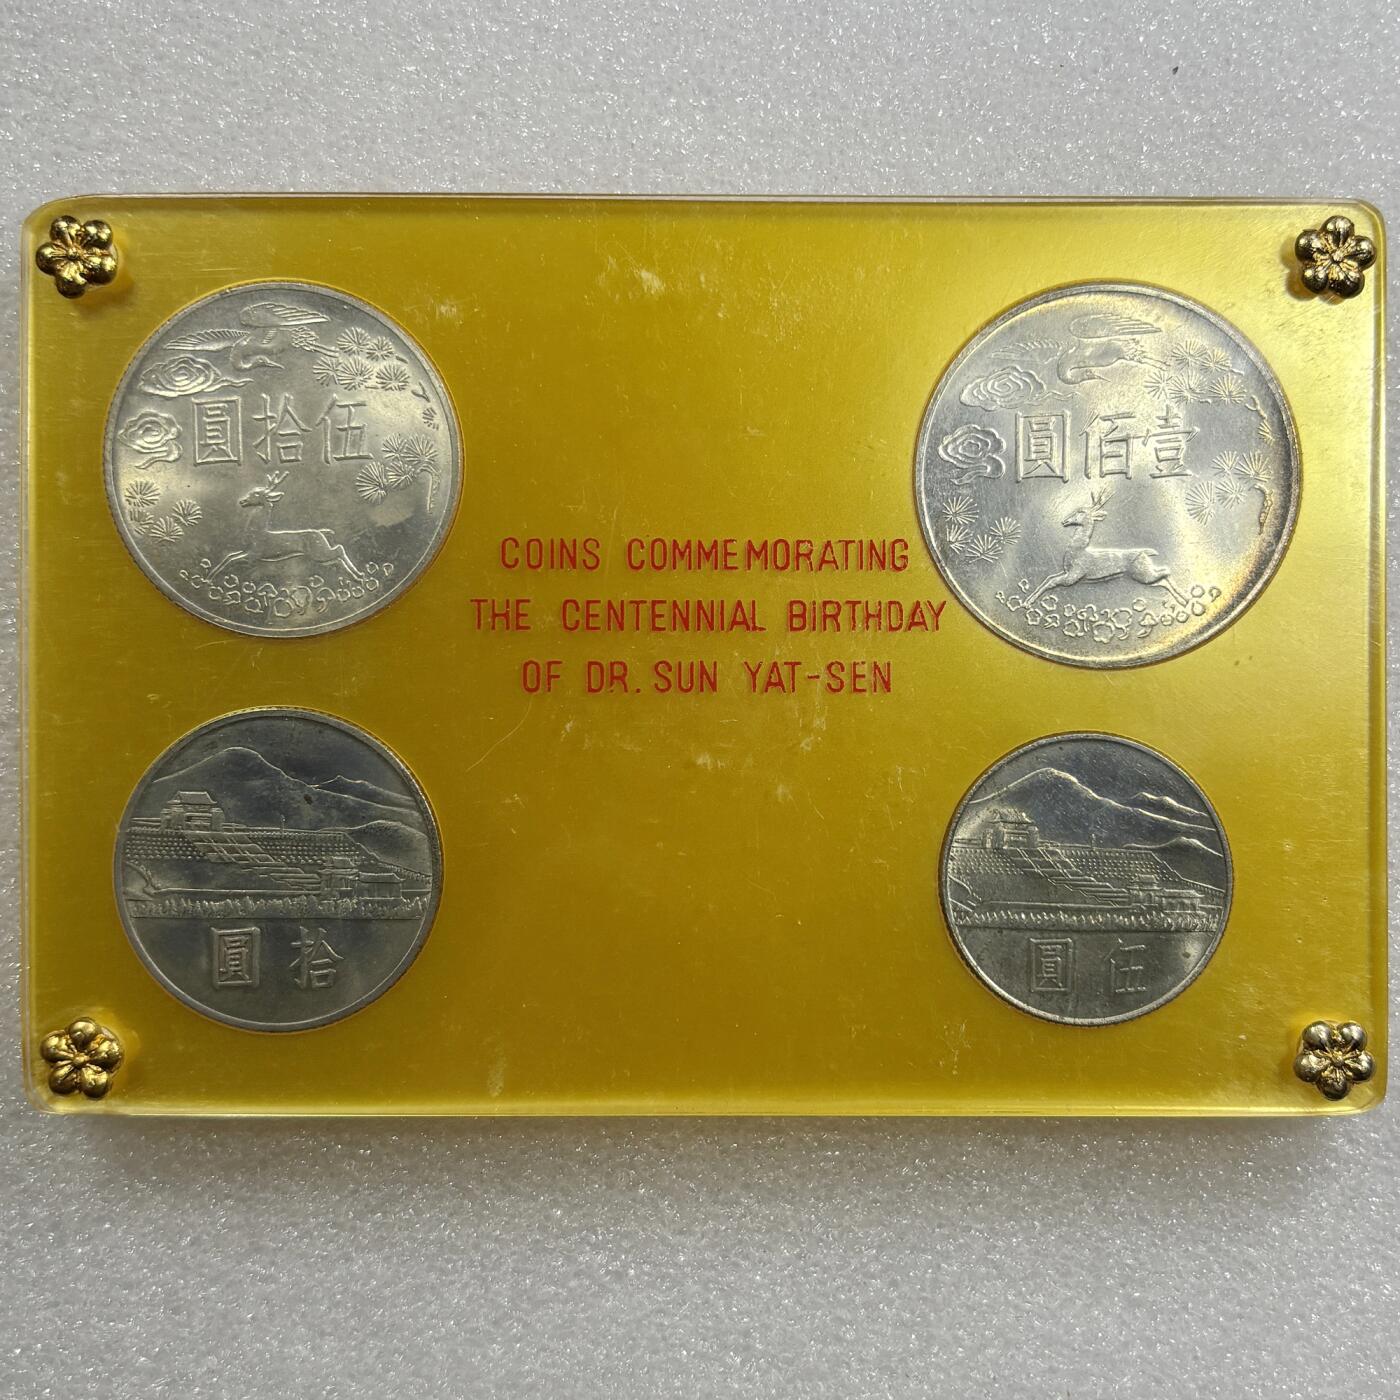 圓拾伍
圓佰壹
COINS COMMEMORATING
THE CENTENNIAL BIRTHDAY
OF DR. SUN YAT-SEN
圓拾
圓伍